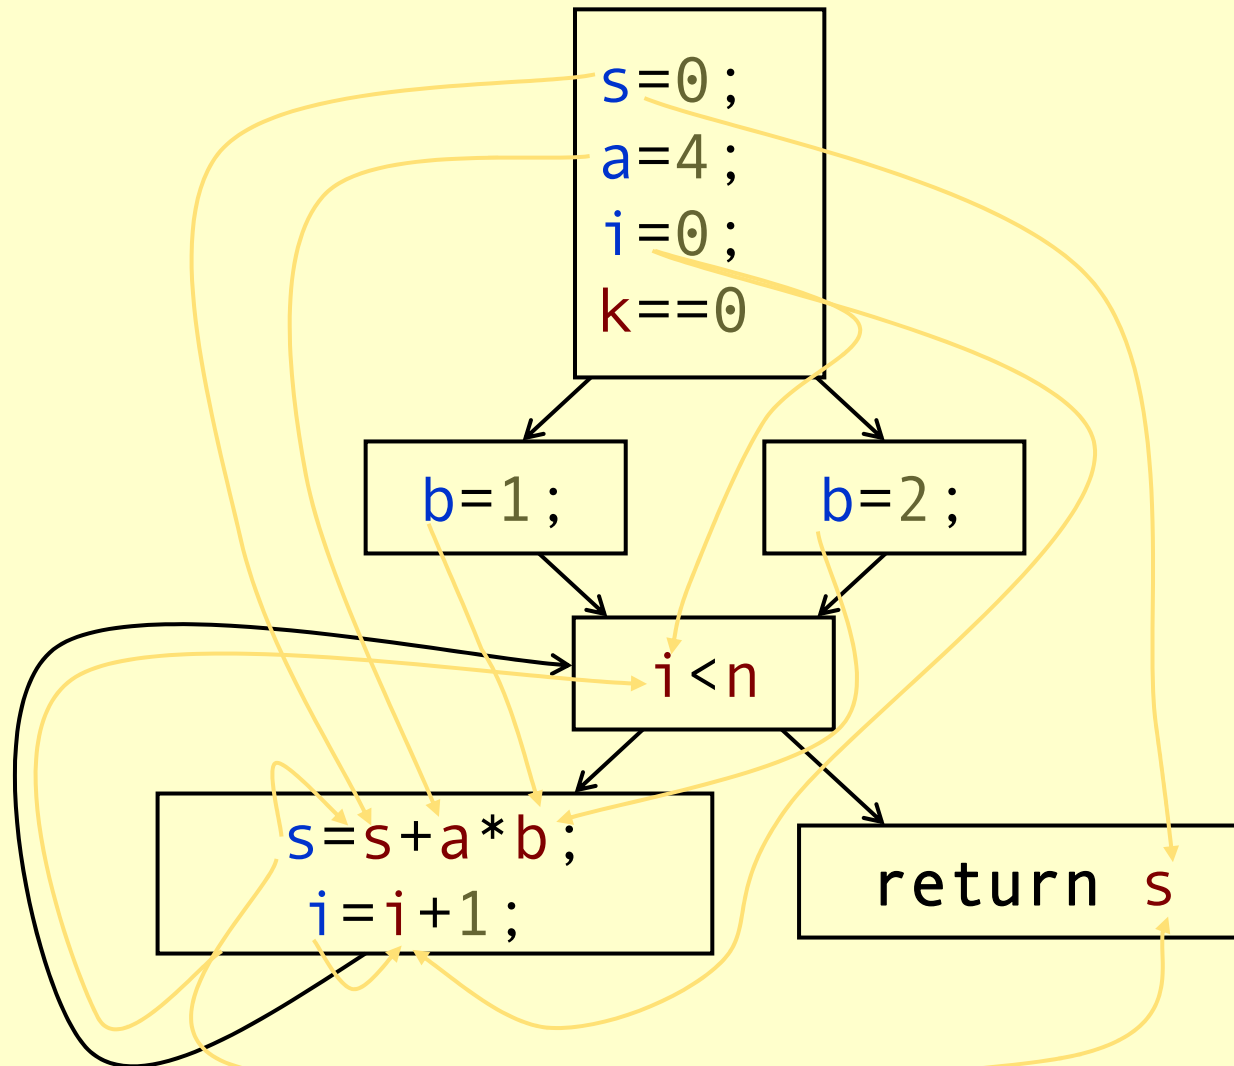 s=0;
a=4;
i=0;
k==0
b=1;
b=2;
i<n
s=s+a*b;
i=i+1;
return s